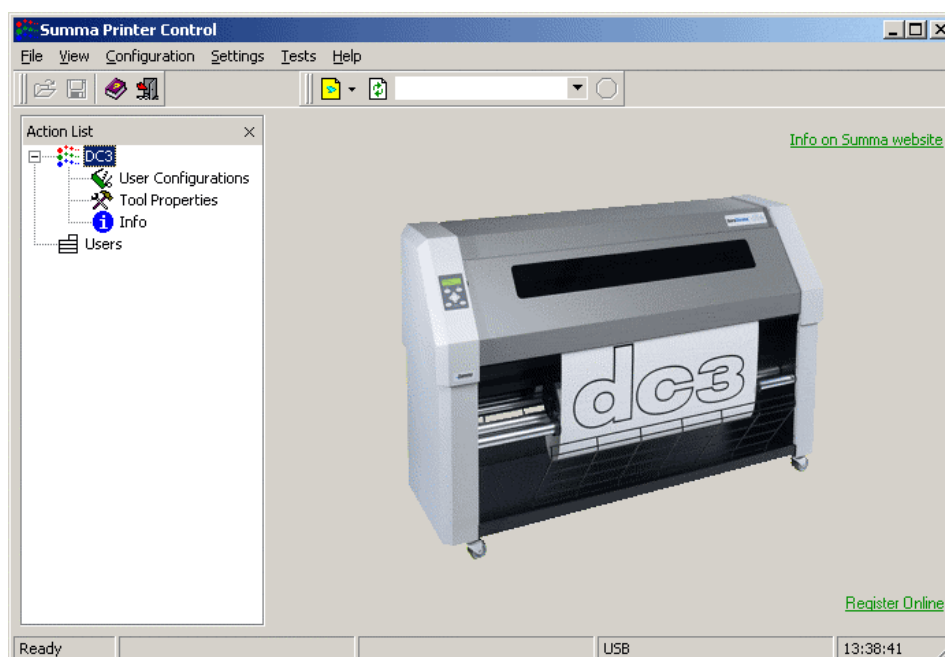 Summa Printer Control
File View Configuration Settings Tests Help
Action List
Info on Summa website
DC3
User Configurations
Tool Properties
Info
Users
dc3
Register Online
Ready
USB
13:38:41